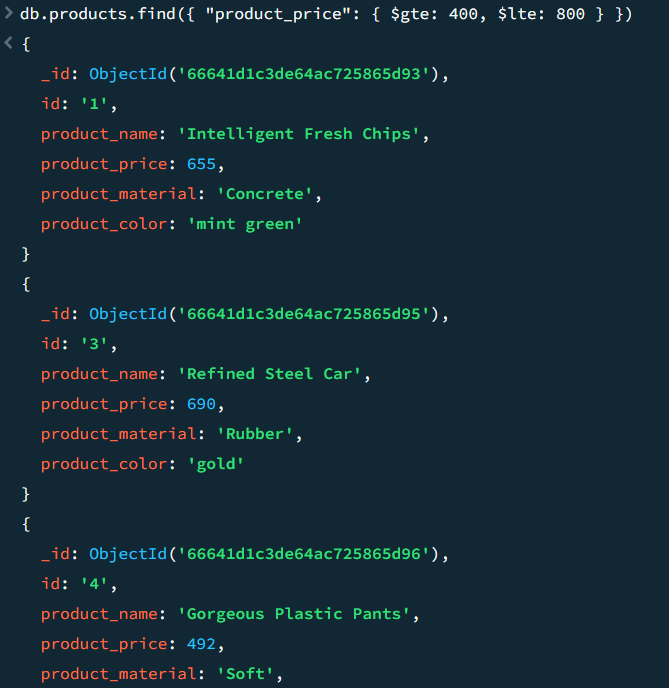 > db.products.find({ "product_price": { $gte: 400, $lte: 800 } })
< {
_id: ObjectId('66641d1c3de64ac725865d93'),
id: '1',
product_name: 'Intelligent Fresh Chips',
product_price: 655,
product_material: 'Concrete',
product_color: 'mint green'
}
{
_id: ObjectId('66641d1c3de64ac725865d95'),
id: '3',
product_name: 'Refined Steel Car',
product_price: 690,
product_material: 'Rubber',
product_color: 'gold'
}
{
_id: ObjectId('66641d1c3de64ac725865d96'),
id: '4',
product_name: 'Gorgeous Plastic Pants',
product_price: 492,
product_material: 'Soft',